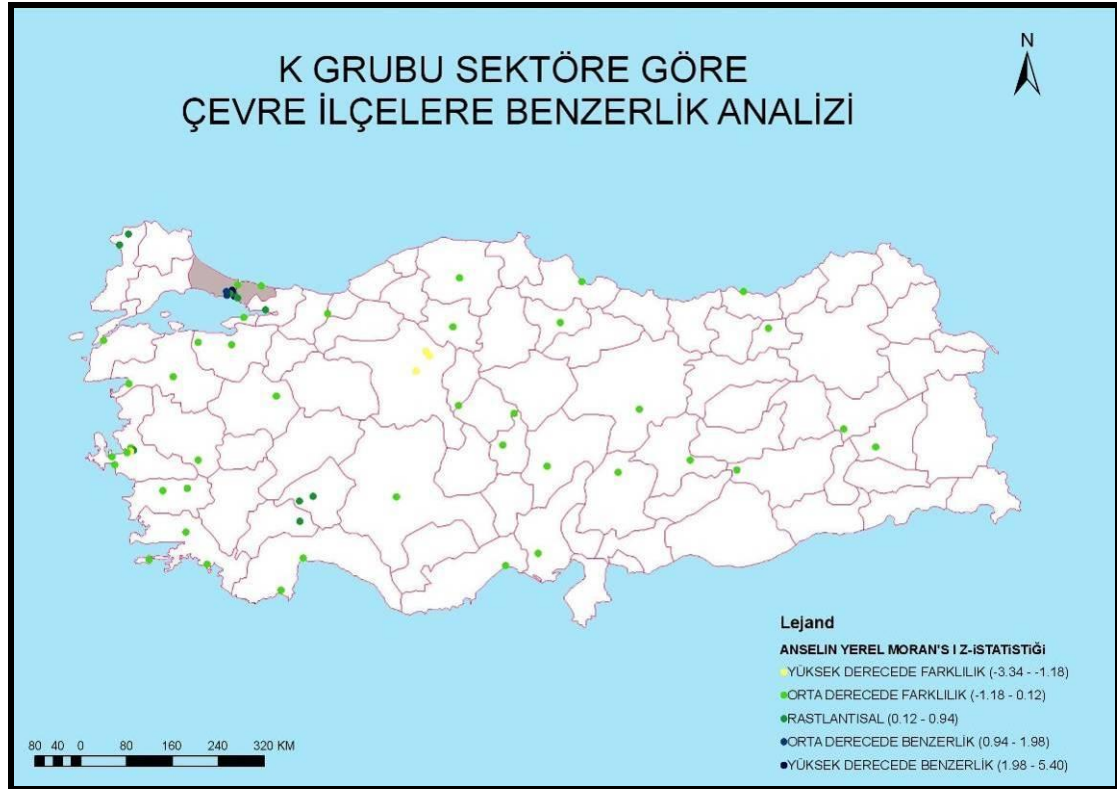 K GRUBU SEKTÖRE GÖRE
ÇEVRE İLÇELERE BENZERLİK ANALİZİ
N
Lejand
ANSELIN YEREL MORAN'S I Z-iSTATiSTİĞi
YÜKSEK DERECEDE FARKLILIK (-3.34 - -1.18)
ORTA DERECEDE FARKLILIK (-1.18 - 0.12)
RASTLANTISAL (0.12 - 0.94)
ORTA DERECEDE BENZERLİK (0.94 - 1.98)
YÜKSEK DERECEDE BENZERLİK (1.98 - 5.40)
80 40 0 80 160 240 320 KM